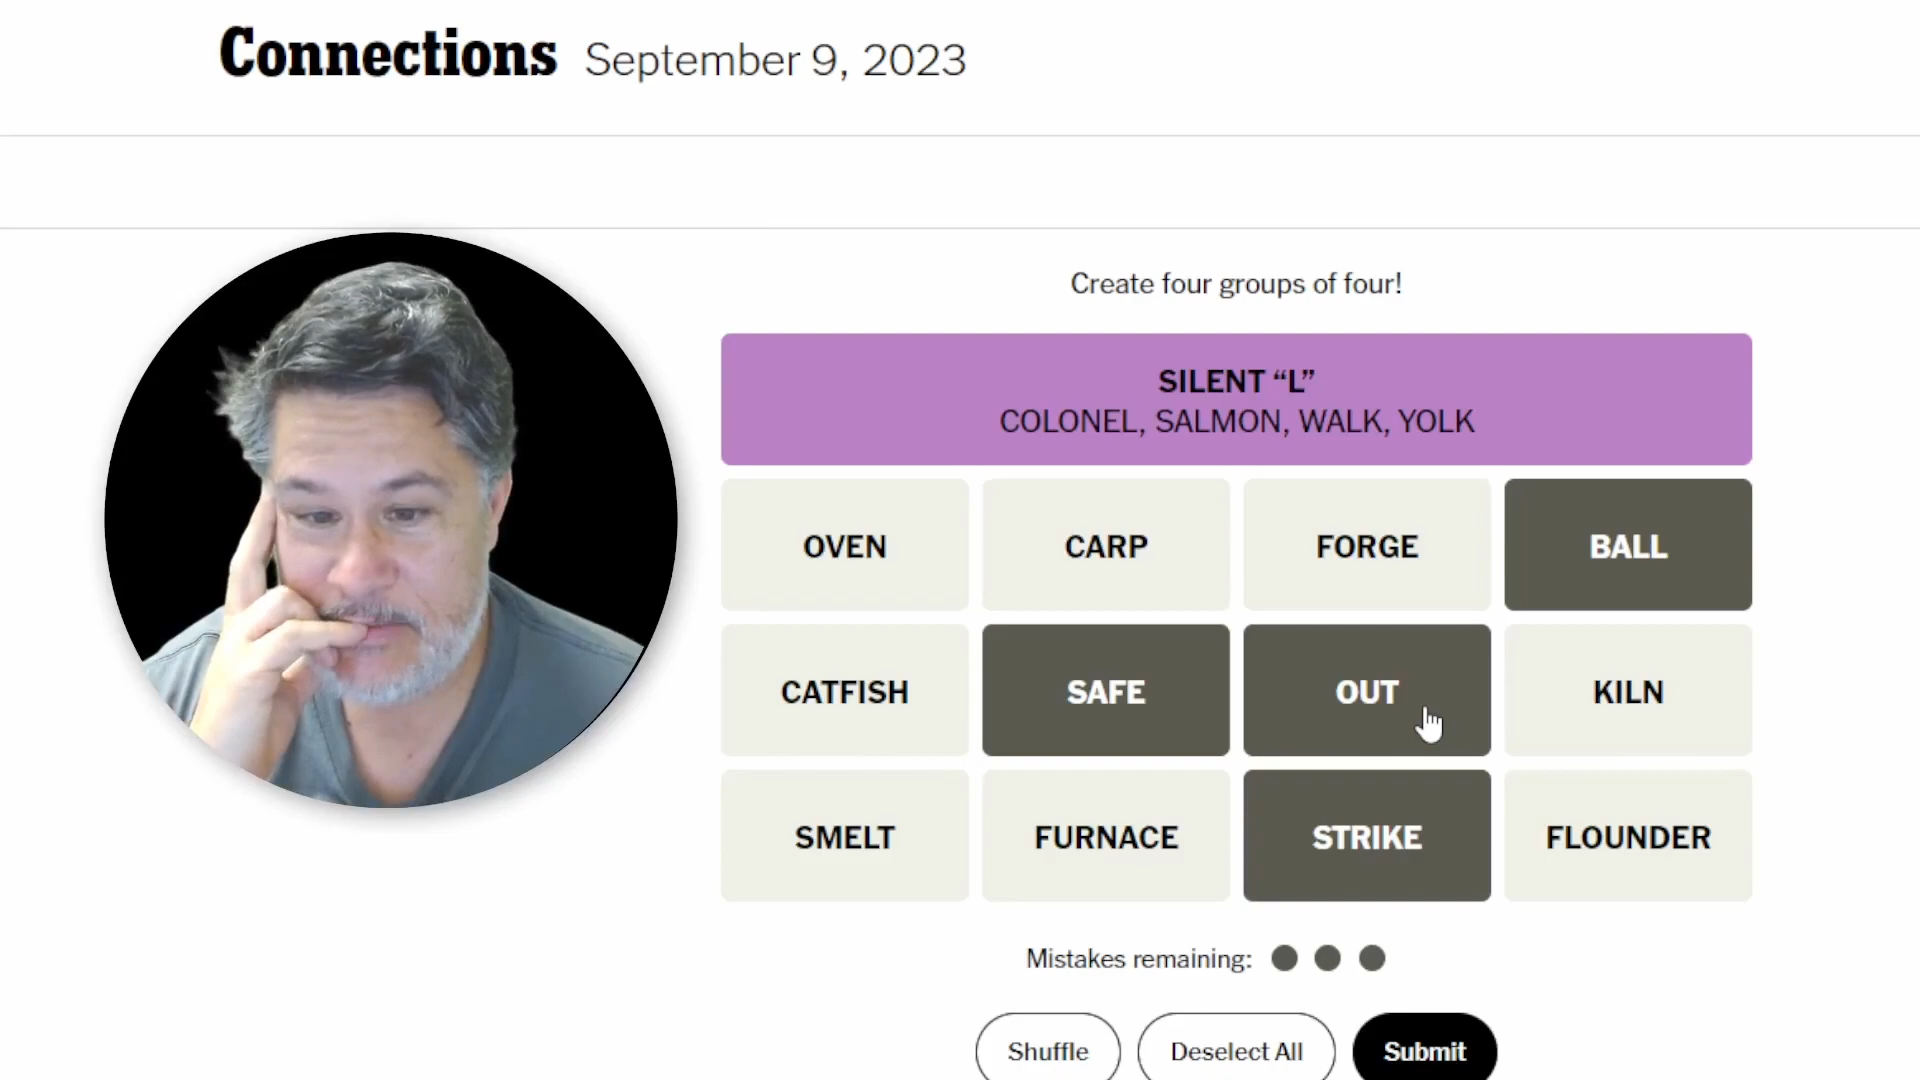 Connections September 9, 2023
Create four groups of four!
SILENT “L”
COLONEL, SALMON, WALK, YOLK
OVEN CARP FORGE BALL
CATFISH SAFE OUT KILN
SMELT FURNACE STRIKE FLOUNDER
Mistakes remaining:
Shuffle Deselect All Submit